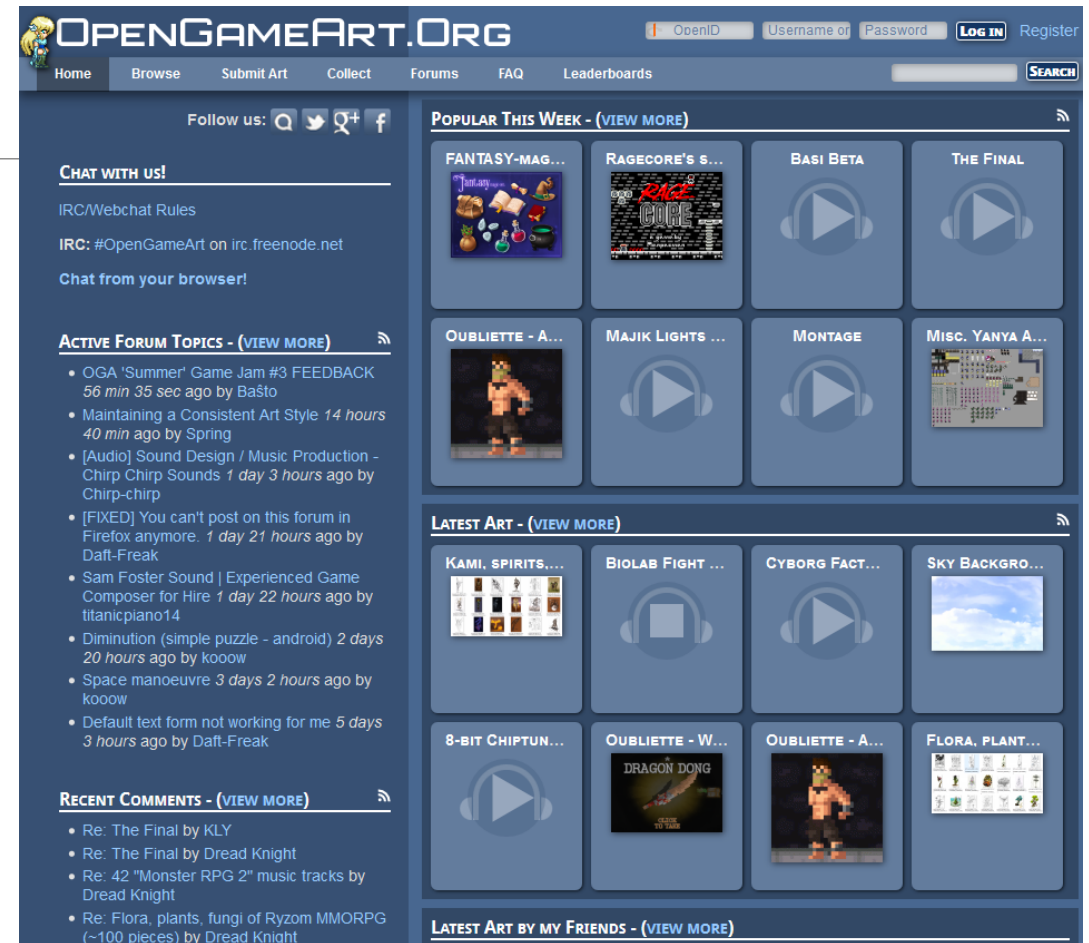 OpenGameArt.Org
OpenID
Username or
Password
Log in
Register
Home
Browse
Submit Art
Collect
Forums
FAQ
Leaderboards
Search
Follow us:
Chat with us!
IRC/Webchat Rules
IRC: #OpenGameArt on irc.freenode.net
Chat from your browser!
Active Forum Topics - (view more)
OGA 'Summer' Game Jam #3 FEEDBACK
56 min 35 sec ago by Baŝto
Maintaining a Consistent Art Style 14 hours
40 min ago by Spring
[Audio] Sound Design / Music Production -
Chirp Chirp Sounds 1 day 3 hours ago by
Chirp-chirp
[FIXED] You can't post on this forum in
Firefox anymore. 1 day 21 hours ago by
Daft-Freak
Sam Foster Sound | Experienced Game
Composer for Hire 1 day 22 hours ago by
titanicpiano14
Diminution (simple puzzle - android) 2 days
20 hours ago by kooow
Space manoeuvre 3 days 2 hours ago by
kooow
Default text form not working for me 5 days
3 hours ago by Daft-Freak
Recent Comments - (view more)
Re: The Final by KLY
Re: The Final by Dread Knight
Re: 42 "Monster RPG 2" music tracks by
Dread Knight
Re: Flora, plants, fungi of Ryzom MMORPG
(~100 pieces) by Dread Knight
Popular This Week - (view more)
FANTASY-mag...
Fantasy
Ragecore's s...
RAGE
CORE
a game by
Basi Beta
The Final
Oubliette - A...
Majik Lights ...
Montage
Misc. Yanya A...
Latest Art - (view more)
Kami, spirits,...
Biolab Fight ...
Cyborg Fact...
Sky Backgro...
8-bit Chiptun...
Oubliette - W...
DRAGON DONG
CLICK
TO TAKE
Oubliette - A...
Flora, plant...
Latest Art by my Friends - (view more)